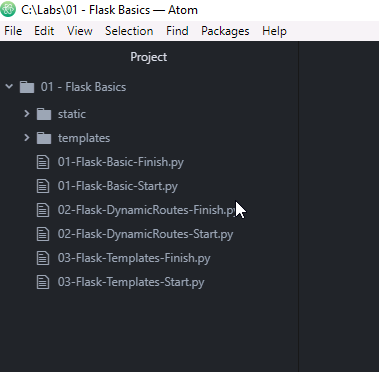 C:\Labs\01 - Flask Basics — Atom
File Edit View Selection Find Packages Help
Project
01 - Flask Basics
static
templates
01-Flask-Basic-Finish.py
01-Flask-Basic-Start.py
02-Flask-DynamicRoutes-Finish.py
02-Flask-DynamicRoutes-Start.py
03-Flask-Templates-Finish.py
03-Flask-Templates-Start.py